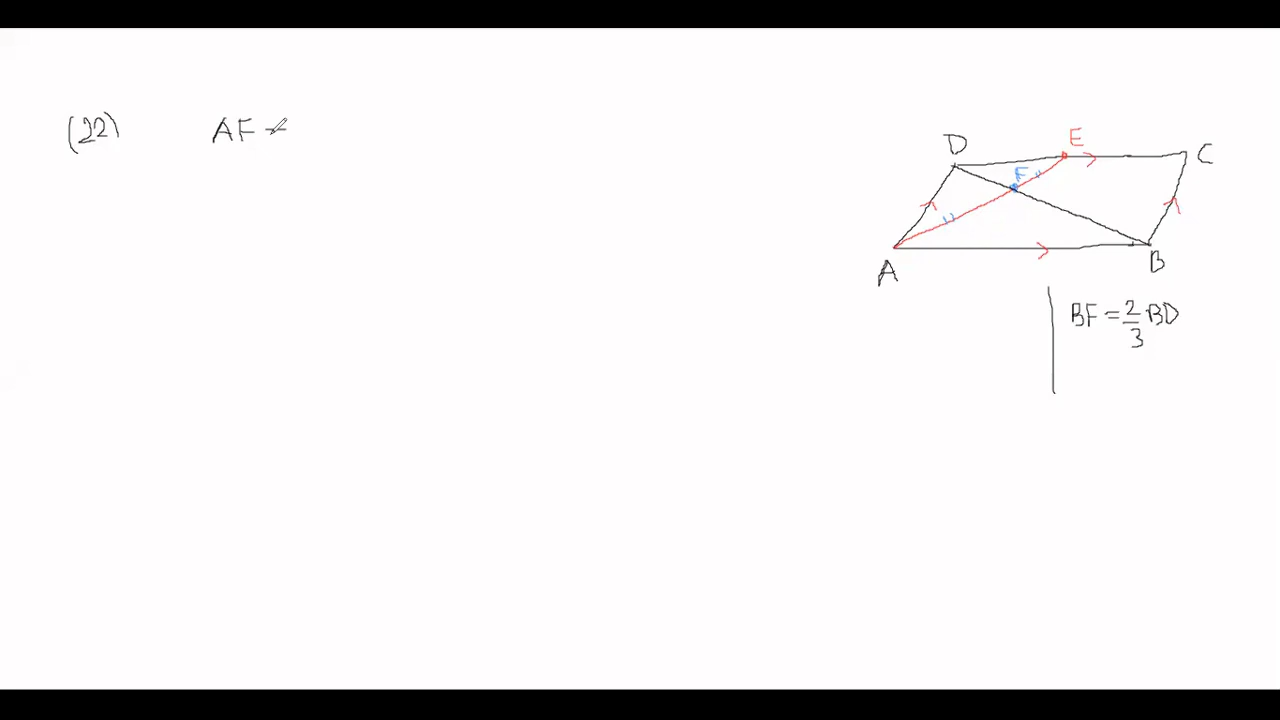 (22) AF =
D
E
C
F
A
B
BF = 2/3 BD